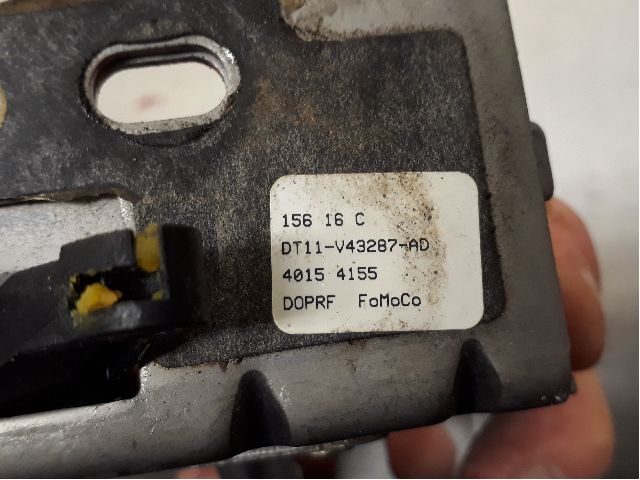 156 16 C
DT11-V43287-AD
4015 4155
DOPRF FoMoCo